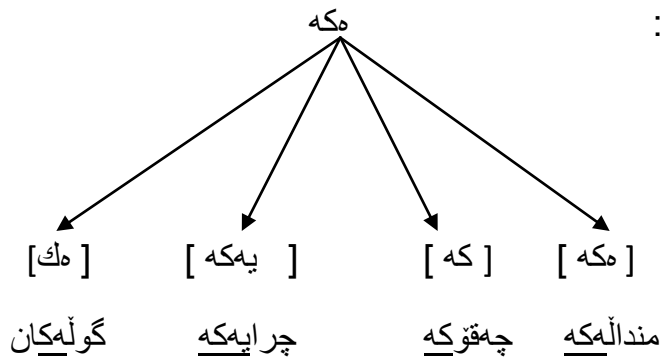 :
ەکە
[ ەکە ] [ کە ] [ یەکە ] [ ەك ]
منداڵەکە چەقۆکە چرایەکە گوڵەکان